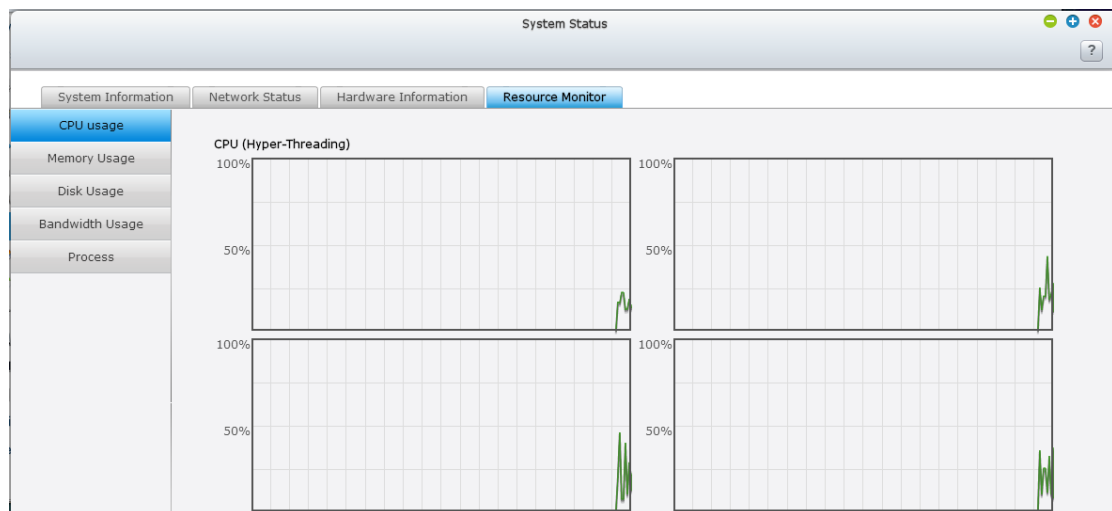 System Status
?
System Information Network Status Hardware Information Resource Monitor
CPU usage
Memory Usage
Disk Usage
Bandwidth Usage
Process
CPU (Hyper-Threading)
100% 100%
50% 50%
100% 100%
50% 50%